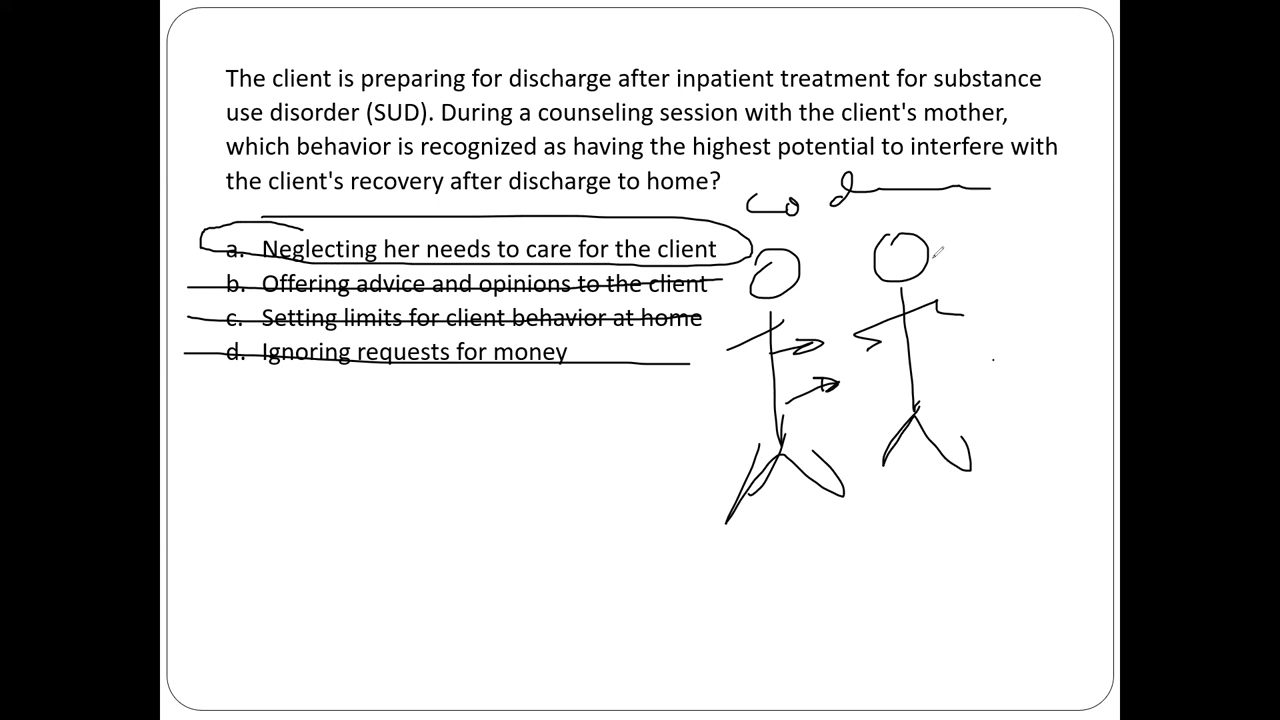 The client is preparing for discharge after inpatient treatment for substance
use disorder (SUD). During a counseling session with the client's mother,
which behavior is recognized as having the highest potential to interfere with
the client's recovery after discharge to home?
co d
a. Neglecting her needs to care for the client
b. Offering advice and opinions to the client
c. Setting limits for client behavior at home
d. Ignoring requests for money